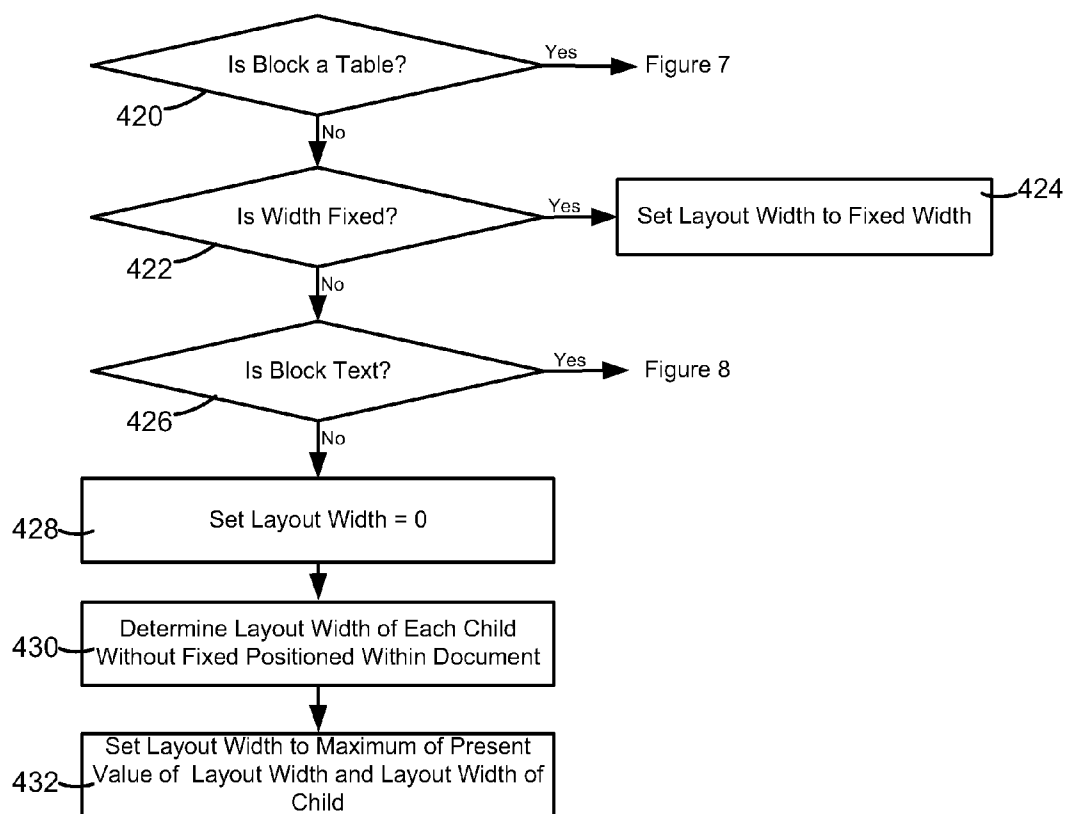 Is Block a Table?
Yes
Figure 7
420
No
Is Width Fixed?
Yes
Set Layout Width to Fixed Width
424
422
No
Is Block Text?
Yes
Figure 8
426
No
428
Set Layout Width = 0
430
Determine Layout Width of Each Child
Without Fixed Positioned Within Document
432
Set Layout Width to Maximum of Present
Value of Layout Width and Layout Width of
Child